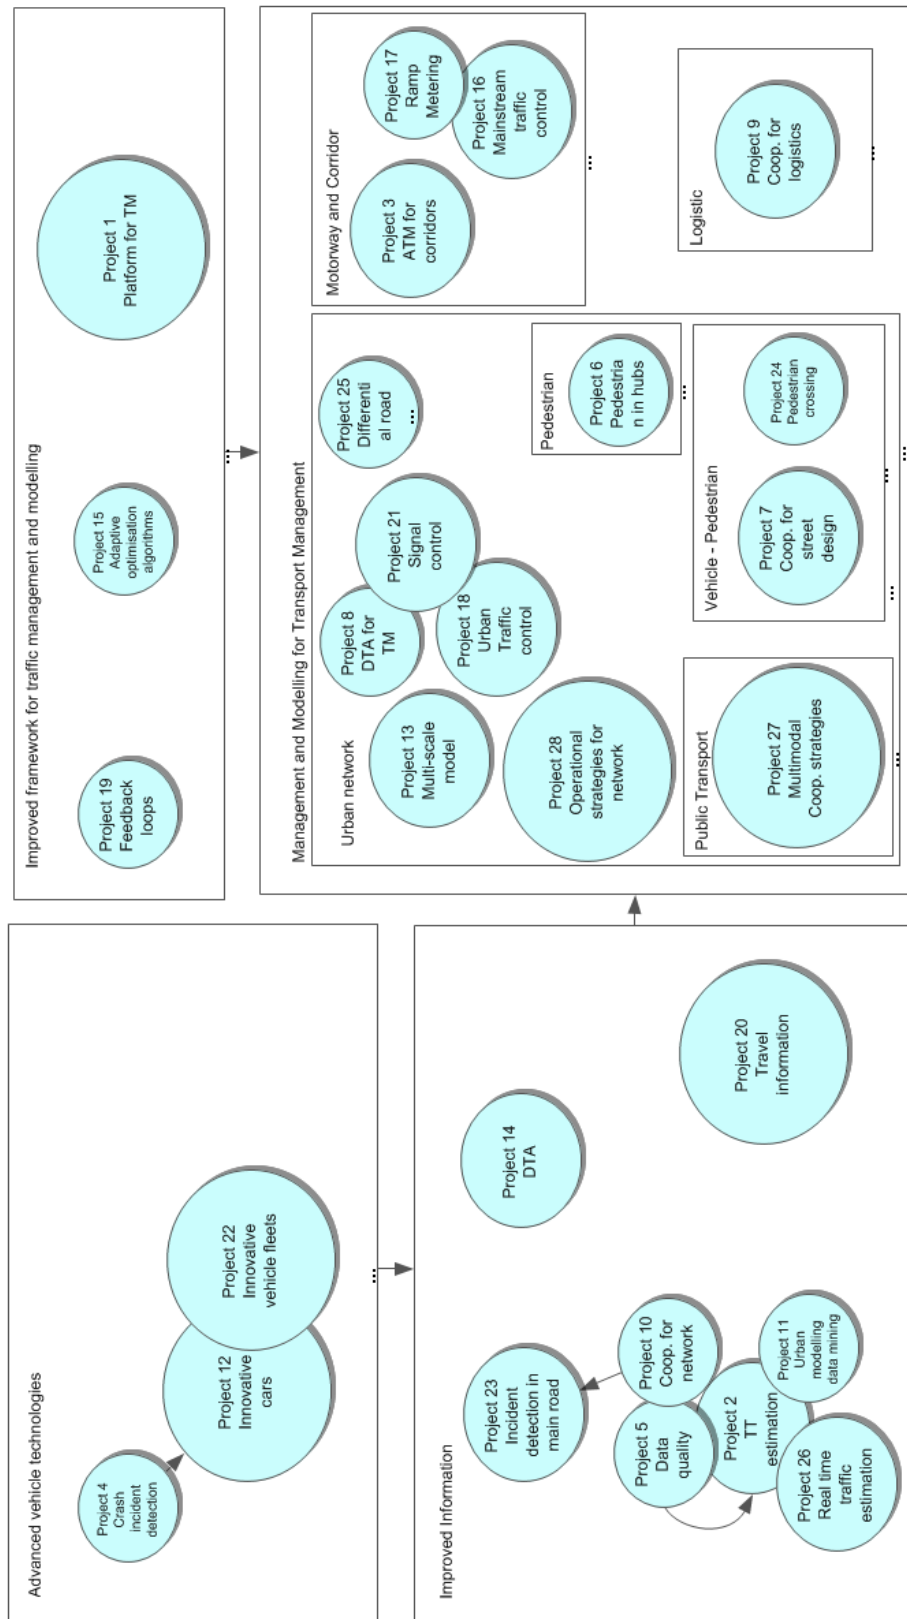 Advanced vehicle technologies
Project 4
Crash
incident
detection
Project 12
Innovative
cars
Project 22
Innovative
vehicle fleets
...
Improved framework for traffic management and modelling
Project 19
Feedback
loops
Project 15
Adaptive
optimisation
algorithms
Project 1
Platform for TM
...
Improved Information
Project 23
Incident
detection in
main road
Project 14
DTA
Project 10
Coop. for
network
Project 5
Data
quality
Project 2
TT
estimation
Project 11
Urban
modelling
data mining
Project 26
Real time
traffic
estimation
Project 20
Travel
information
Management and Modelling for Transport Management
Urban network
Project 13
Multi-scale
model
Project 8
DTA for
TM
Project 21
Signal
control
Project 25
Differenti
al road
...
Project 18
Urban
Traffic
control
Project 28
Operational
strategies for
network
Pedestrian
Project 6
Pedestria
n in hubs
...
Public Transport
Project 27
Multimodal
Coop. strategies
...
Vehicle - Pedestrian
Project 7
Coop. for
street
design
Project 24
Pedestrian
crossing
...
...
...
Motorway and Corridor
Project 3
ATM for
corridors
Project 17
Ramp
Metering
Project 16
Mainstream
traffic
control
...
Logistic
Project 9
Coop. for
logistics
...